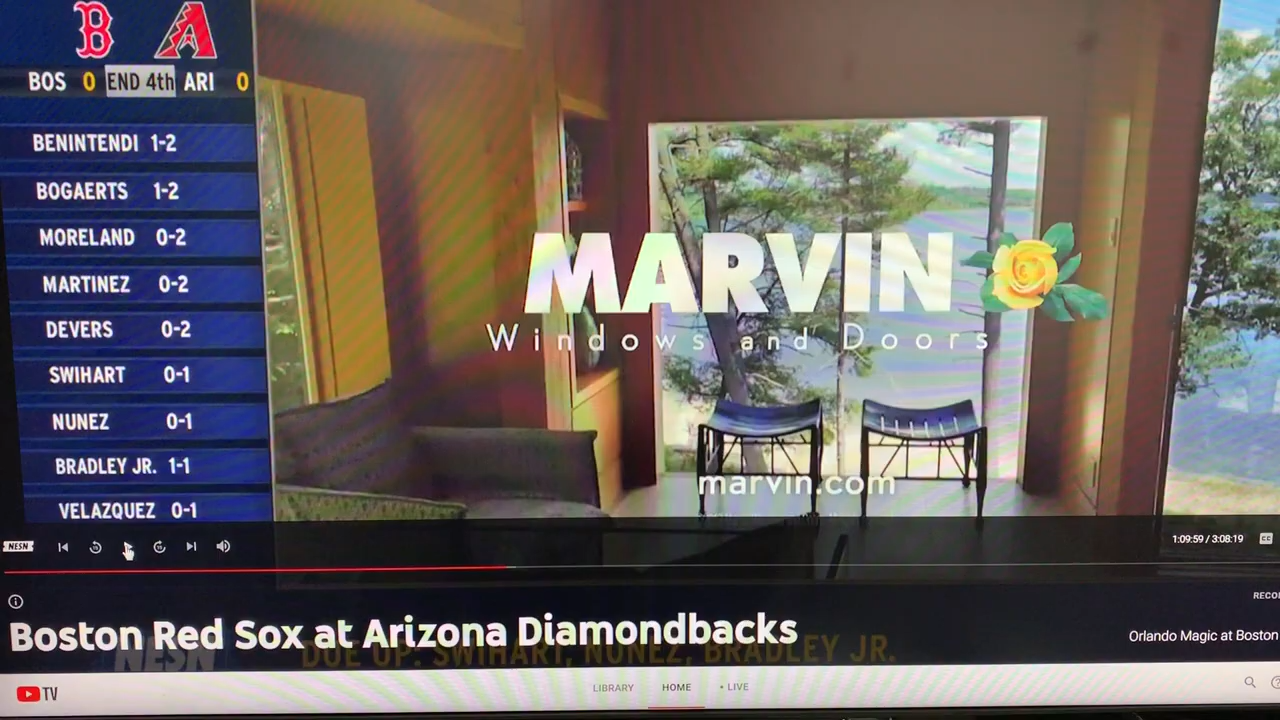 B A
BOS 0 END 4th ARI 0
BENINTENDI 1-2
BOGAERTS 1-2
MORELAND 0-2
MARTINEZ 0-2
DEVERS 0-2
SWIHART 0-1
NUNEZ 0-1
BRADLEY JR. 1-1
VELAZQUEZ 0-1
MARVIN
Windows and Doors
marvin.com
NESN
1:09:59 / 3:08:19
CC
Boston Red Sox at Arizona Diamondbacks
Orlando Magic at Boston
NESN
DUE UP: SWIHART, NUNEZ, BRADLEY JR.
TV
LIBRARY
HOME
• LIVE